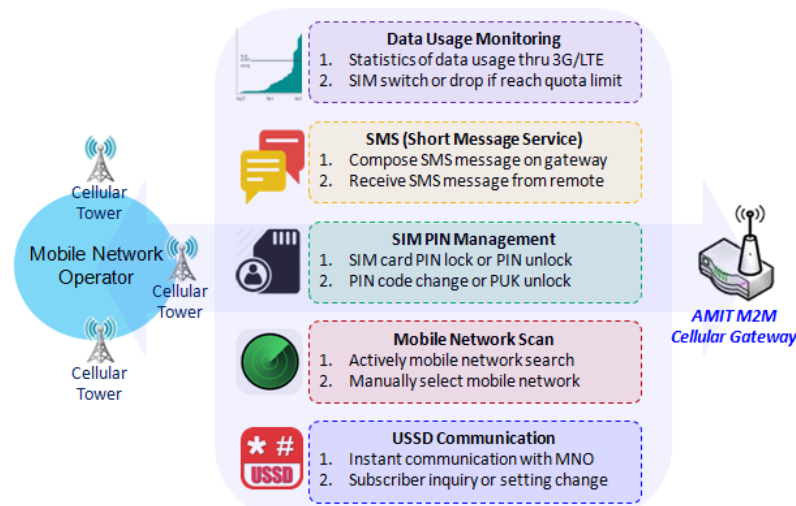 Data Usage Monitoring
1. Statistics of data usage thru 3G/LTE
2. SIM switch or drop if reach quota limit
SMS (Short Message Service)
1. Compose SMS message on gateway
2. Receive SMS message from remote
Cellular
Tower
Mobile Network
Operator
Cellular
Tower
SIM PIN Management
1. SIM card PIN lock or PIN unlock
2. PIN code change or PUK unlock
AMIT M2M
Cellular Gateway
Cellular
Tower
Mobile Network Scan
1. Actively mobile network search
2. Manually select mobile network
* #
USSD
USSD Communication
1. Instant communication with MNO
2. Subscriber inquiry or setting change